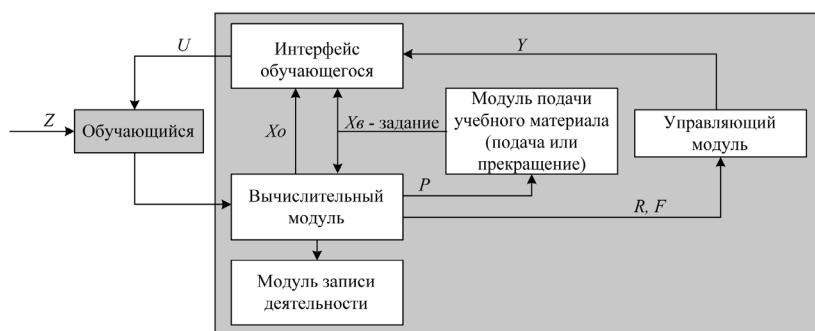 U
Интерфейс
обучающегося
Y
Z
Обучающийся
Xo
Xв - задание
Модуль подачи
учебного материала
(подача или
прекращение)
Управляющий
модуль
Вычислительный
модуль
P
R, F
Модуль записи
деятельности